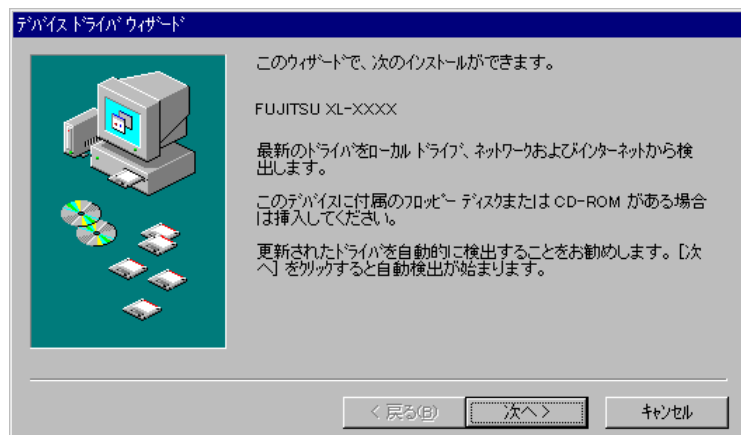 ﾃﾞﾊﾞｲｽ ﾄﾞﾗｲﾊﾞ ｳｨｻﾞｰﾄﾞ
このｳｨｻﾞｰﾄﾞで、次のｲﾝｽﾄｰﾙができます。
FUJITSU XL-XXXX
最新のﾄﾞﾗｲﾊﾞをﾛｰｶﾙ ﾄﾞﾗｲﾌﾞ、ﾈｯﾄﾜｰｸおよびｲﾝﾀｰﾈｯﾄから検
出します。
このﾃﾞﾊﾞｲｽに付属のﾌﾛｯﾋﾟｰ ﾃﾞｨｽｸまたは CD-ROM がある場合
は挿入してください。
更新されたﾄﾞﾗｲﾊﾞを自動的に検出することをお勧めします。[次
へ] をｸﾘｯｸすると自動検出が始まります。
< 戻る(B)
次へ >
ｷｬﾝｾﾙ